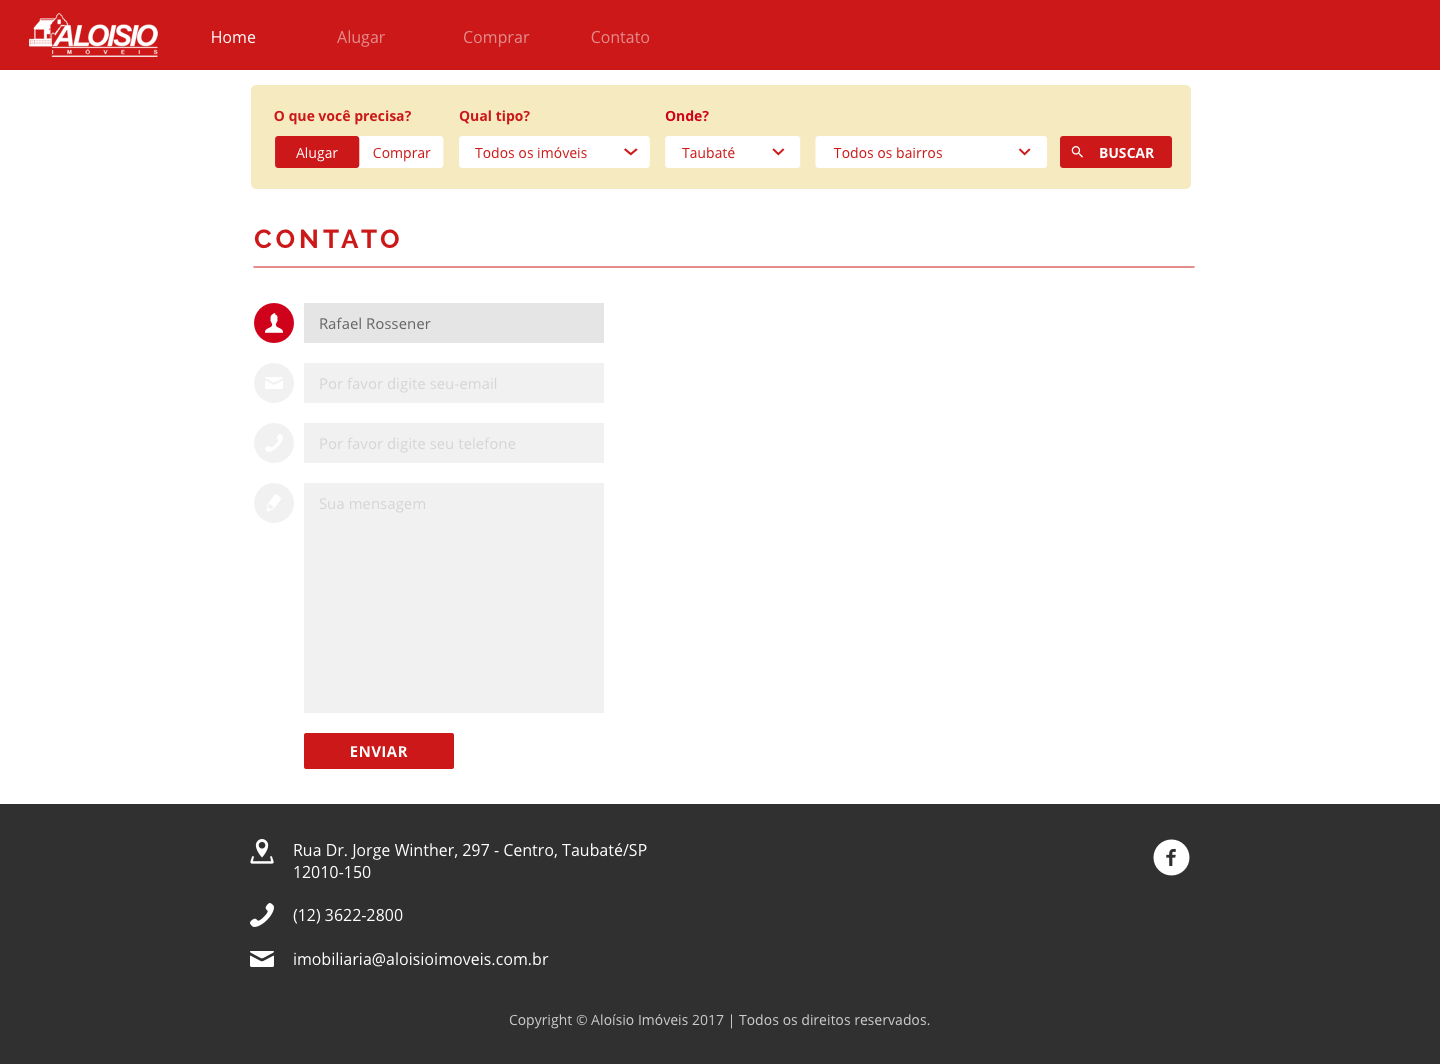 ALOISIO
IMÓVEIS
Home
Alugar
Comprar
Contato
O que você precisa?
Qual tipo?
Onde?
Alugar
Comprar
Todos os imóveis
Taubaté
Todos os bairros
BUSCAR
CONTATO
Rafael Rossener
Por favor digite seu-email
Por favor digite seu telefone
Sua mensagem
ENVIAR
Rua Dr. Jorge Winther, 297 - Centro, Taubaté/SP
12010-150
(12) 3622-2800
imobiliaria@aloisioimoveis.com.br
Copyright © Aloísio Imóveis 2017 | Todos os direitos reservados.